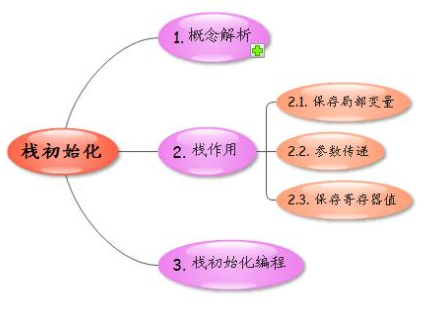 栈初始化
1. 概念解析
2. 栈作用
2.1. 保存局部变量
2.2. 参数传递
2.3. 保存寄存器值
3. 栈初始化编程